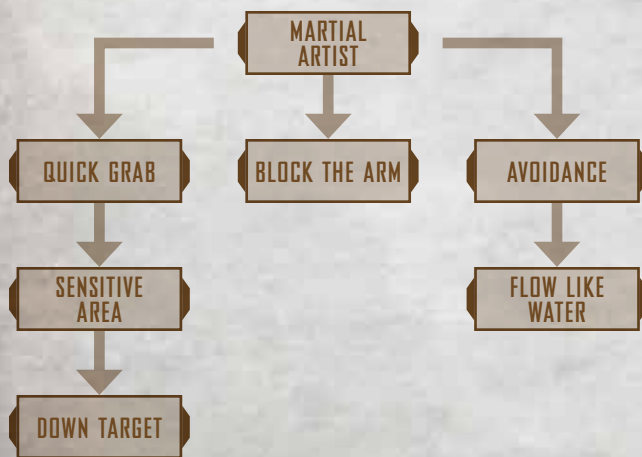 MARTIAL
ARTIST
QUICK GRAB
BLOCK THE ARM
AVOIDANCE
SENSITIVE
AREA
FLOW LIKE
WATER
DOWN TARGET